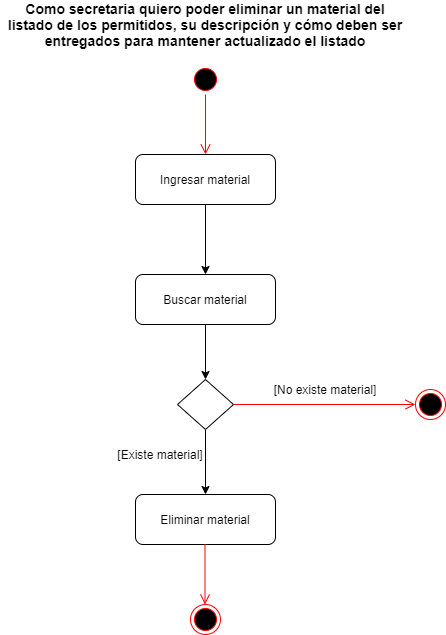 Como secretaria quiero poder eliminar un material del
listado de los permitidos, su descripción y cómo deben ser
entregados para mantener actualizado el listado
Ingresar material
Buscar material
[No existe material]
[Existe material]
Eliminar material